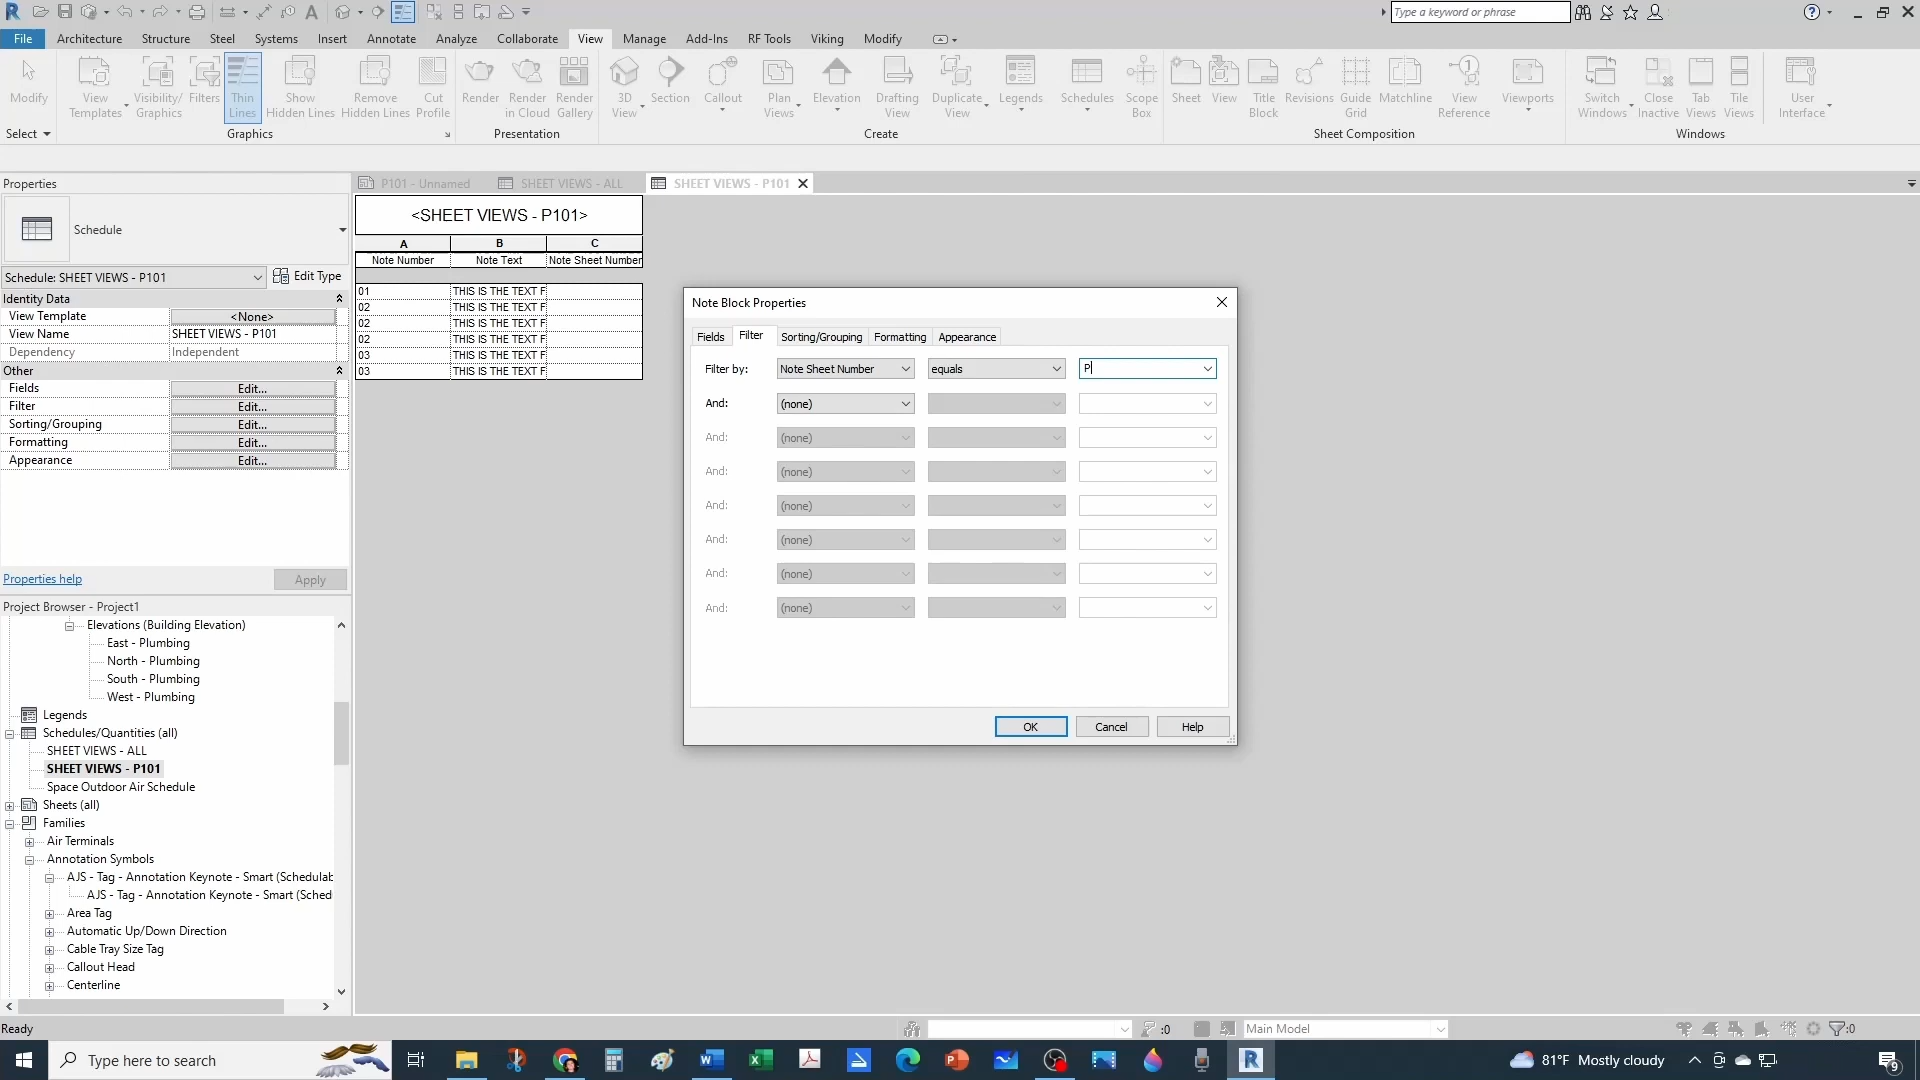 Type a keyword or phrase
File Architecture Structure Steel Systems Insert Annotate Analyze Collaborate View Manage Add-Ins RF Tools Viking Modify
Modify
View Templates
Visibility/ Graphics
Filters
Thin Lines
Show Hidden Lines
Remove Hidden Lines
Cut Profile
Render
Render in Cloud
Render Gallery
3D View
Section
Callout
Plan Views
Elevation
Drafting View
Duplicate View
Legends
Schedules
Scope Box
Sheet
View
Title Block
Revisions
Guide Grid
Matchline
View Reference
Viewports
Switch Windows
Close Inactive
Tab Views
Tile Views
User Interface
Select Graphics Presentation Create Sheet Composition Windows
Properties
P101 - Unnamed SHEET VIEWS - ALL SHEET VIEWS - P101
Schedule
Schedule: SHEET VIEWS - P101 Edit Type
Identity Data
View Template <None>
View Name SHEET VIEWS - P101
Dependency Independent
Other
Fields Edit...
Filter Edit...
Sorting/Grouping Edit...
Formatting Edit...
Appearance Edit...
Properties help Apply
<SHEET VIEWS - P101>
A B C
Note Number Note Text Note Sheet Number
01 THIS IS THE TEXT F
02 THIS IS THE TEXT F
02 THIS IS THE TEXT F
02 THIS IS THE TEXT F
03 THIS IS THE TEXT F
03 THIS IS THE TEXT F
Note Block Properties
Fields Filter Sorting/Grouping Formatting Appearance
Filter by: Note Sheet Number equals P
And: (none)
And: (none)
And: (none)
And: (none)
And: (none)
And: (none)
And: (none)
OK Cancel Help
Project Browser - Project1
Elevations (Building Elevation)
East - Plumbing
North - Plumbing
South - Plumbing
West - Plumbing
Legends
Schedules/Quantities (all)
SHEET VIEWS - ALL
SHEET VIEWS - P101
Space Outdoor Air Schedule
Sheets (all)
Families
Air Terminals
Annotation Symbols
AJS - Tag - Annotation Keynote - Smart (Schedulab
AJS - Tag - Annotation Keynote - Smart (Sched
Area Tag
Automatic Up/Down Direction
Cable Tray Size Tag
Callout Head
Centerline
Ready :0 Main Model :0
Type here to search 81°F Mostly cloudy 9